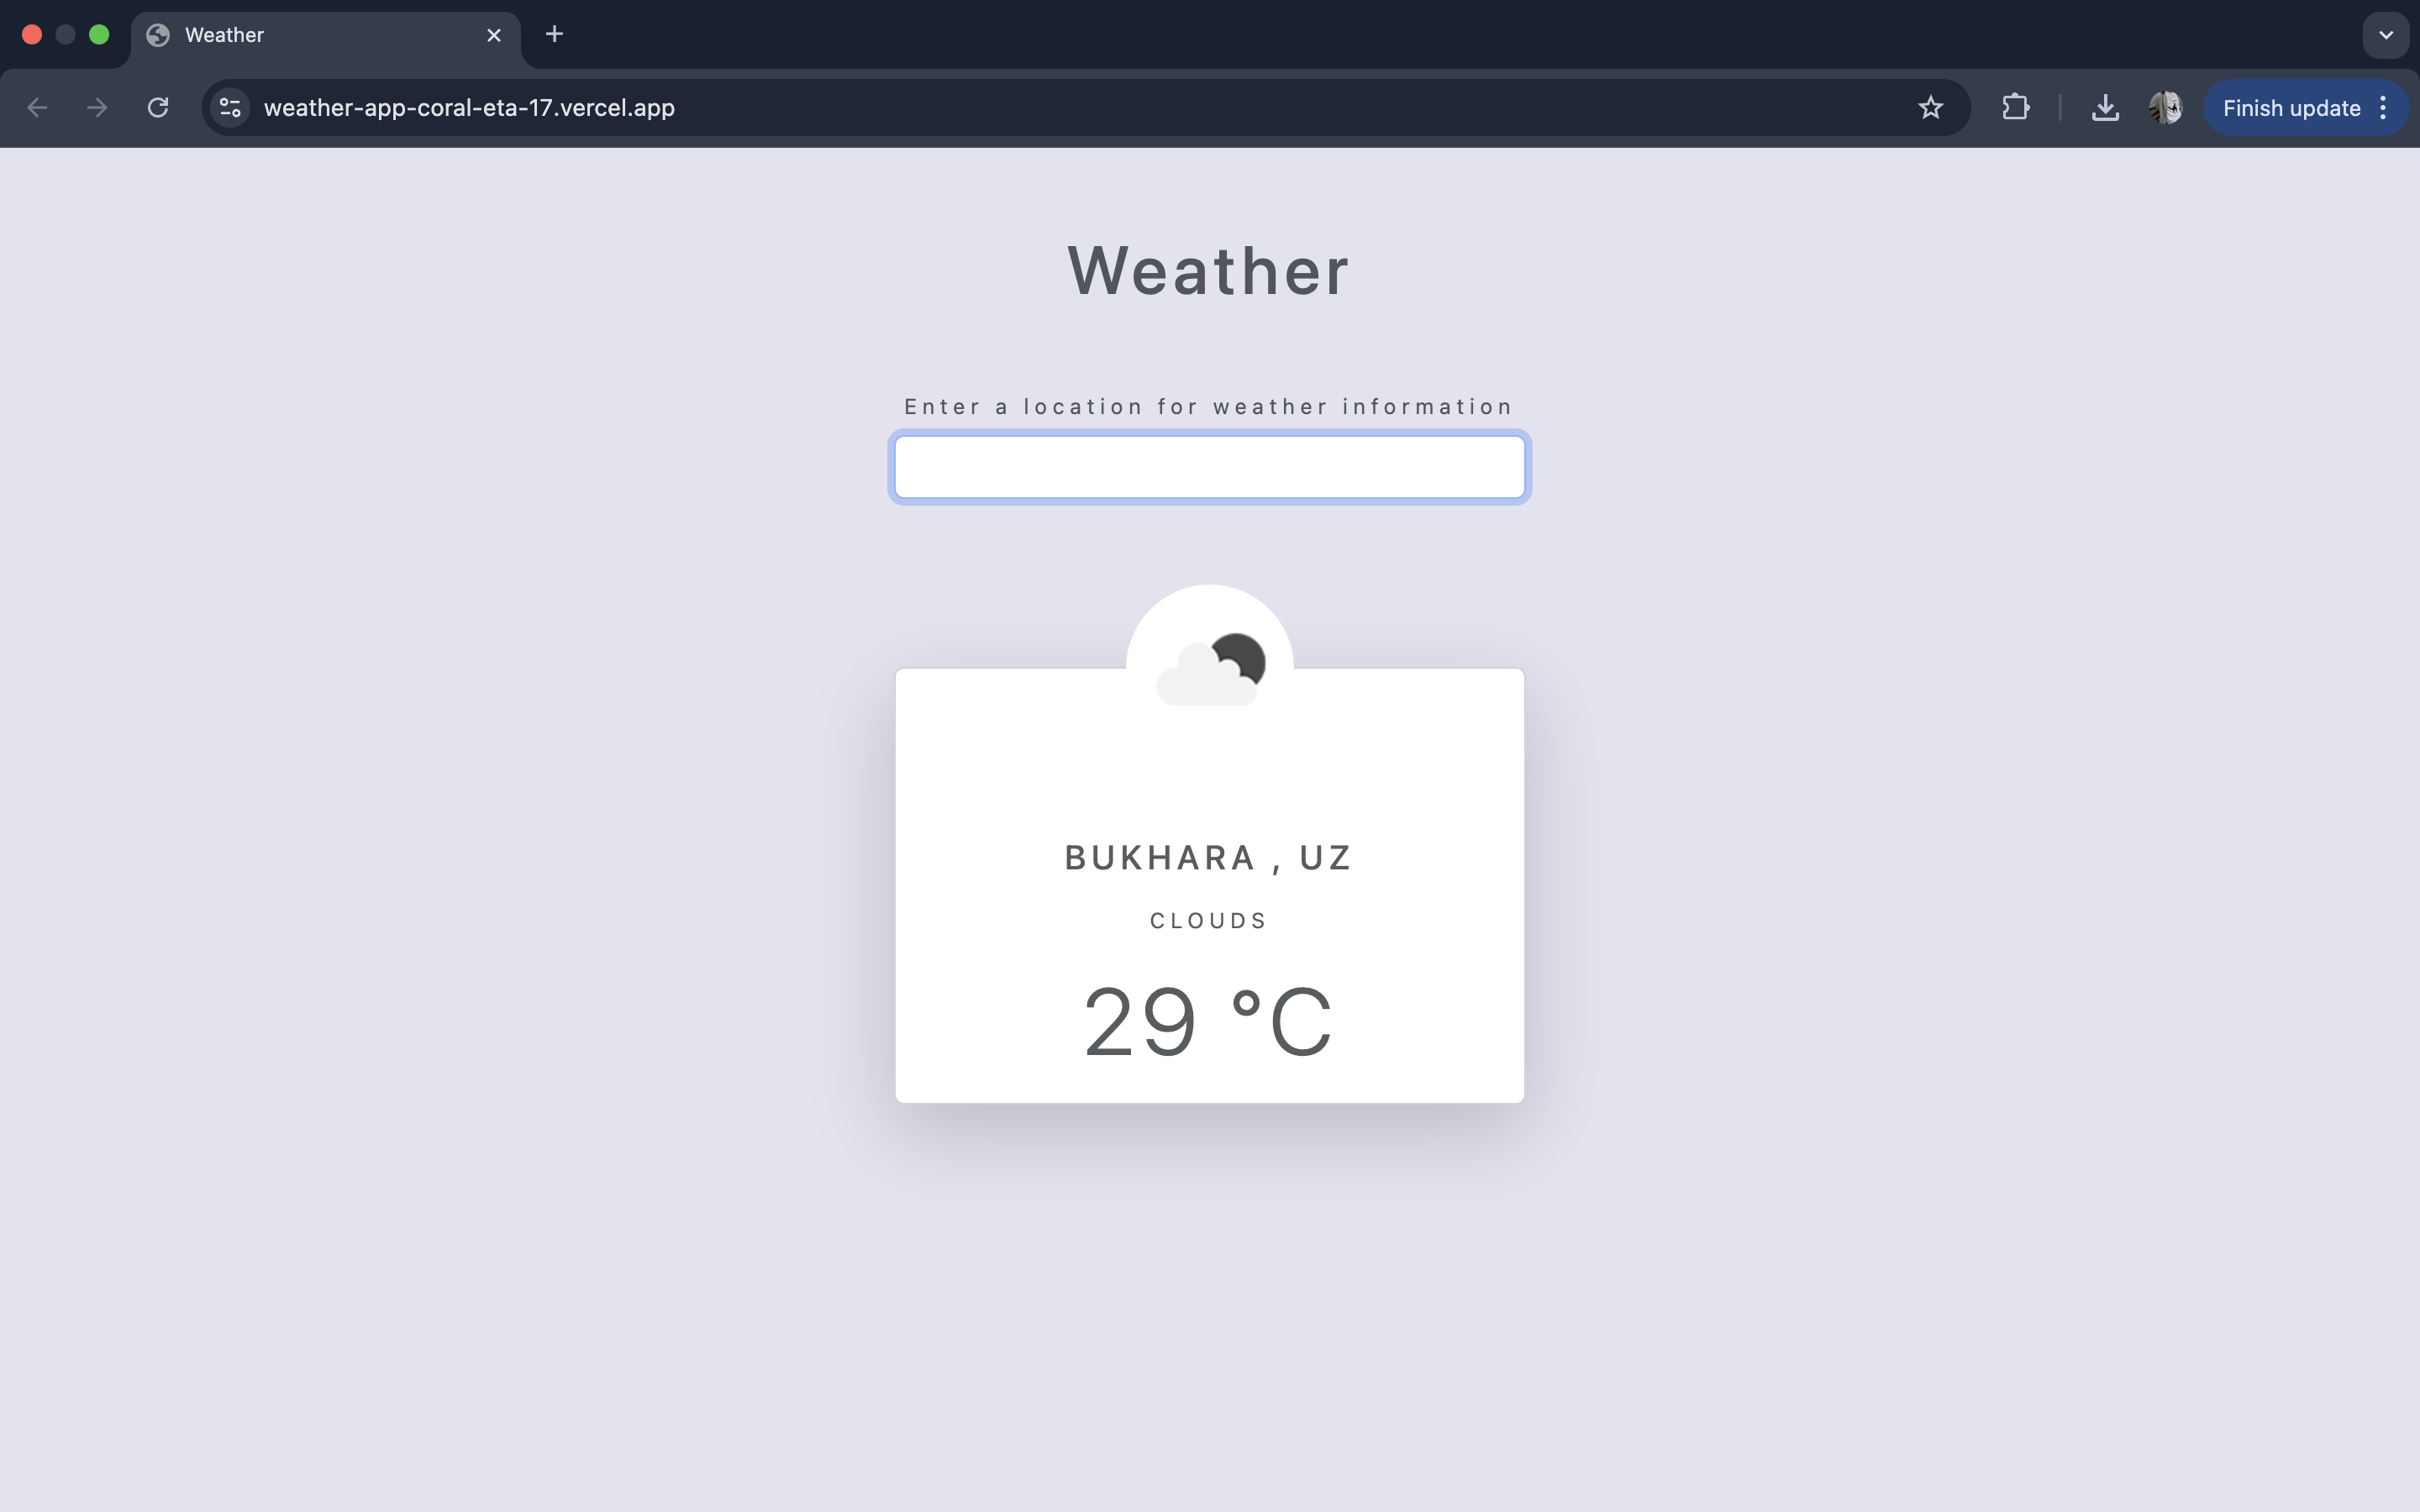 Weather
weather-app-coral-eta-17.vercel.app
Finish update
Weather
Enter a location for weather information
BUKHARA , UZ
CLOUDS
29 °C